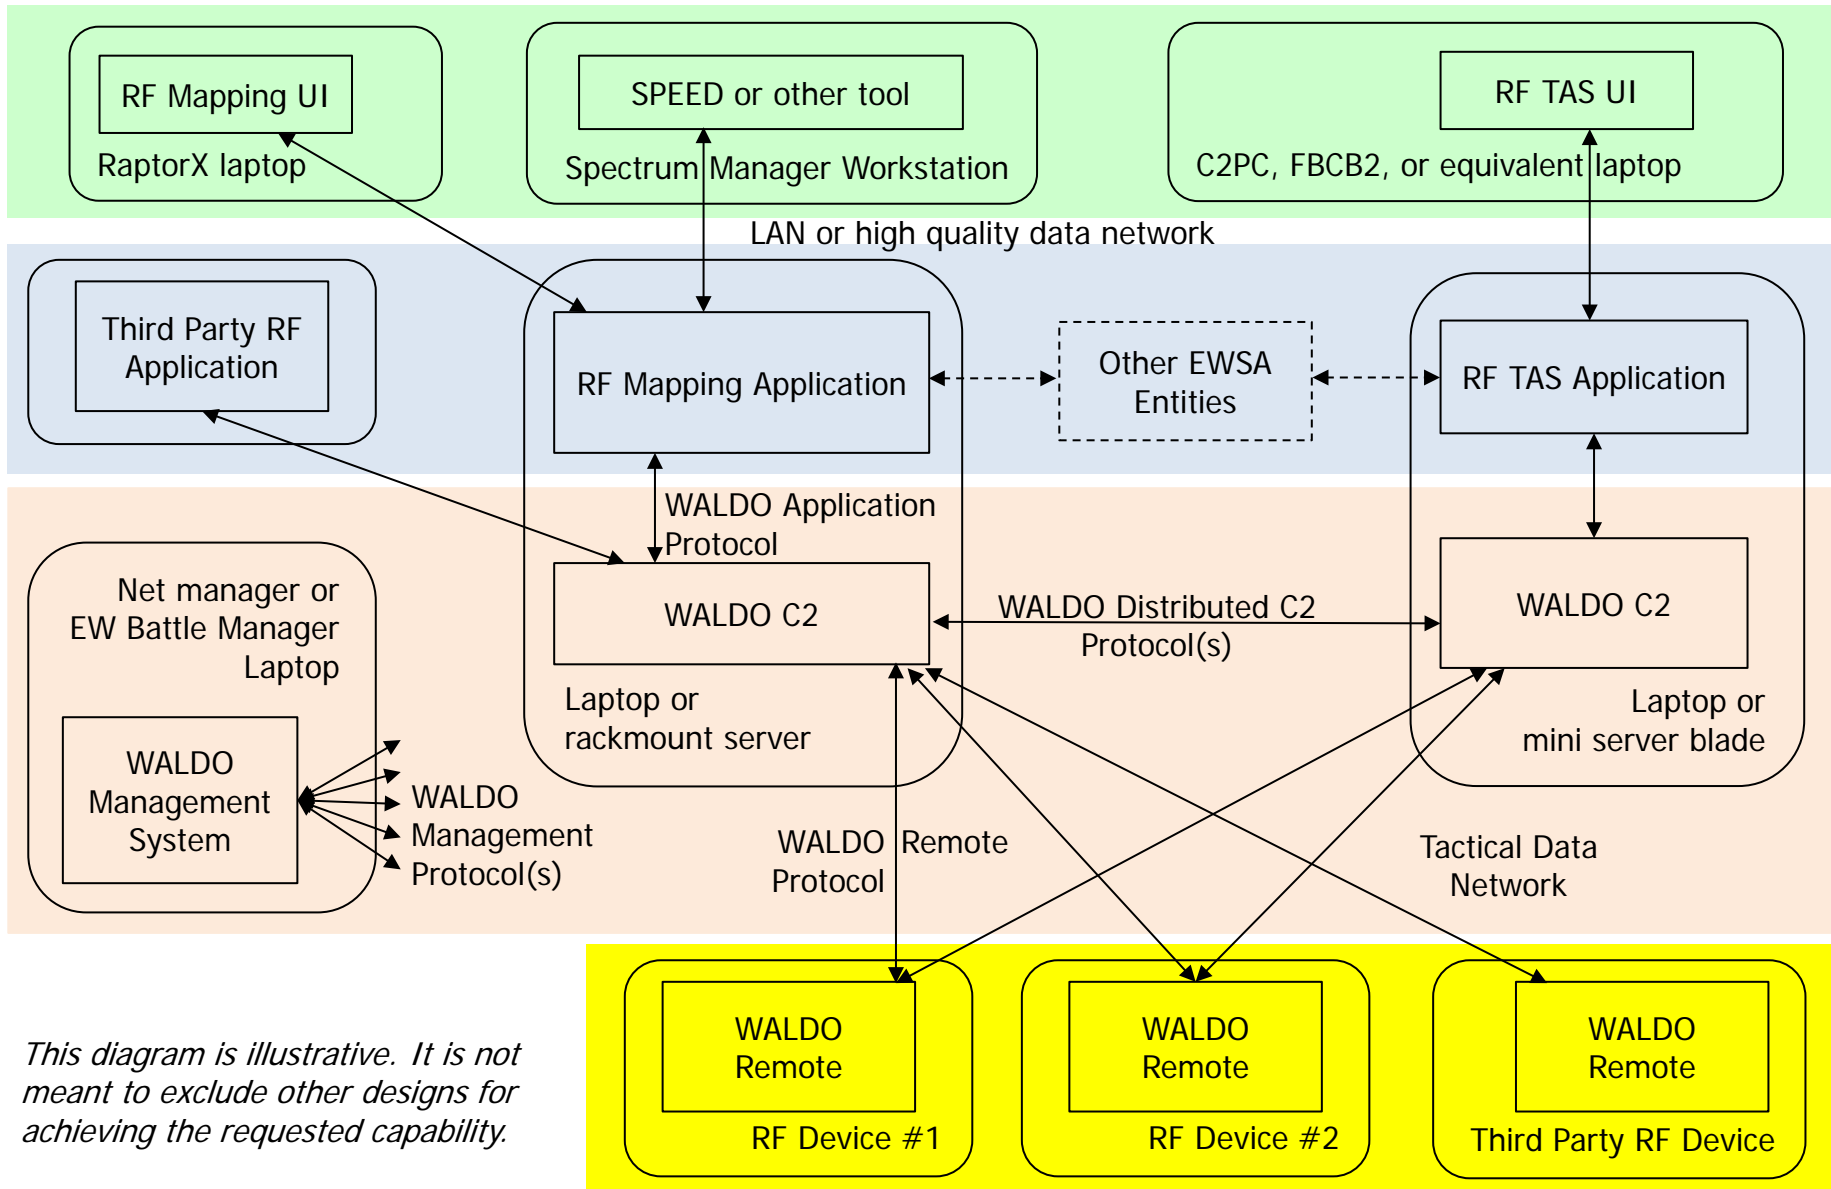 RF Mapping UI
RaptorX laptop
SPEED or other tool
Spectrum Manager Workstation
RF TAS UI
C2PC, FBCB2, or equivalent laptop
LAN or high quality data network
Third Party RF
Application
RF Mapping Application
Other EWSA
Entities
RF TAS Application
WALDO Application
Protocol
Net manager or
EW Battle Manager
Laptop
WALDO
Management
System
WALDO
Management
Protocol(s)
WALDO C2
Laptop or
rackmount server
WALDO Distributed C2
Protocol(s)
WALDO C2
Laptop or
mini server blade
WALDO Remote
Protocol
Tactical Data
Network
WALDO
Remote
RF Device #1
WALDO
Remote
RF Device #2
WALDO
Remote
Third Party RF Device
This diagram is illustrative. It is not
meant to exclude other designs for
achieving the requested capability.